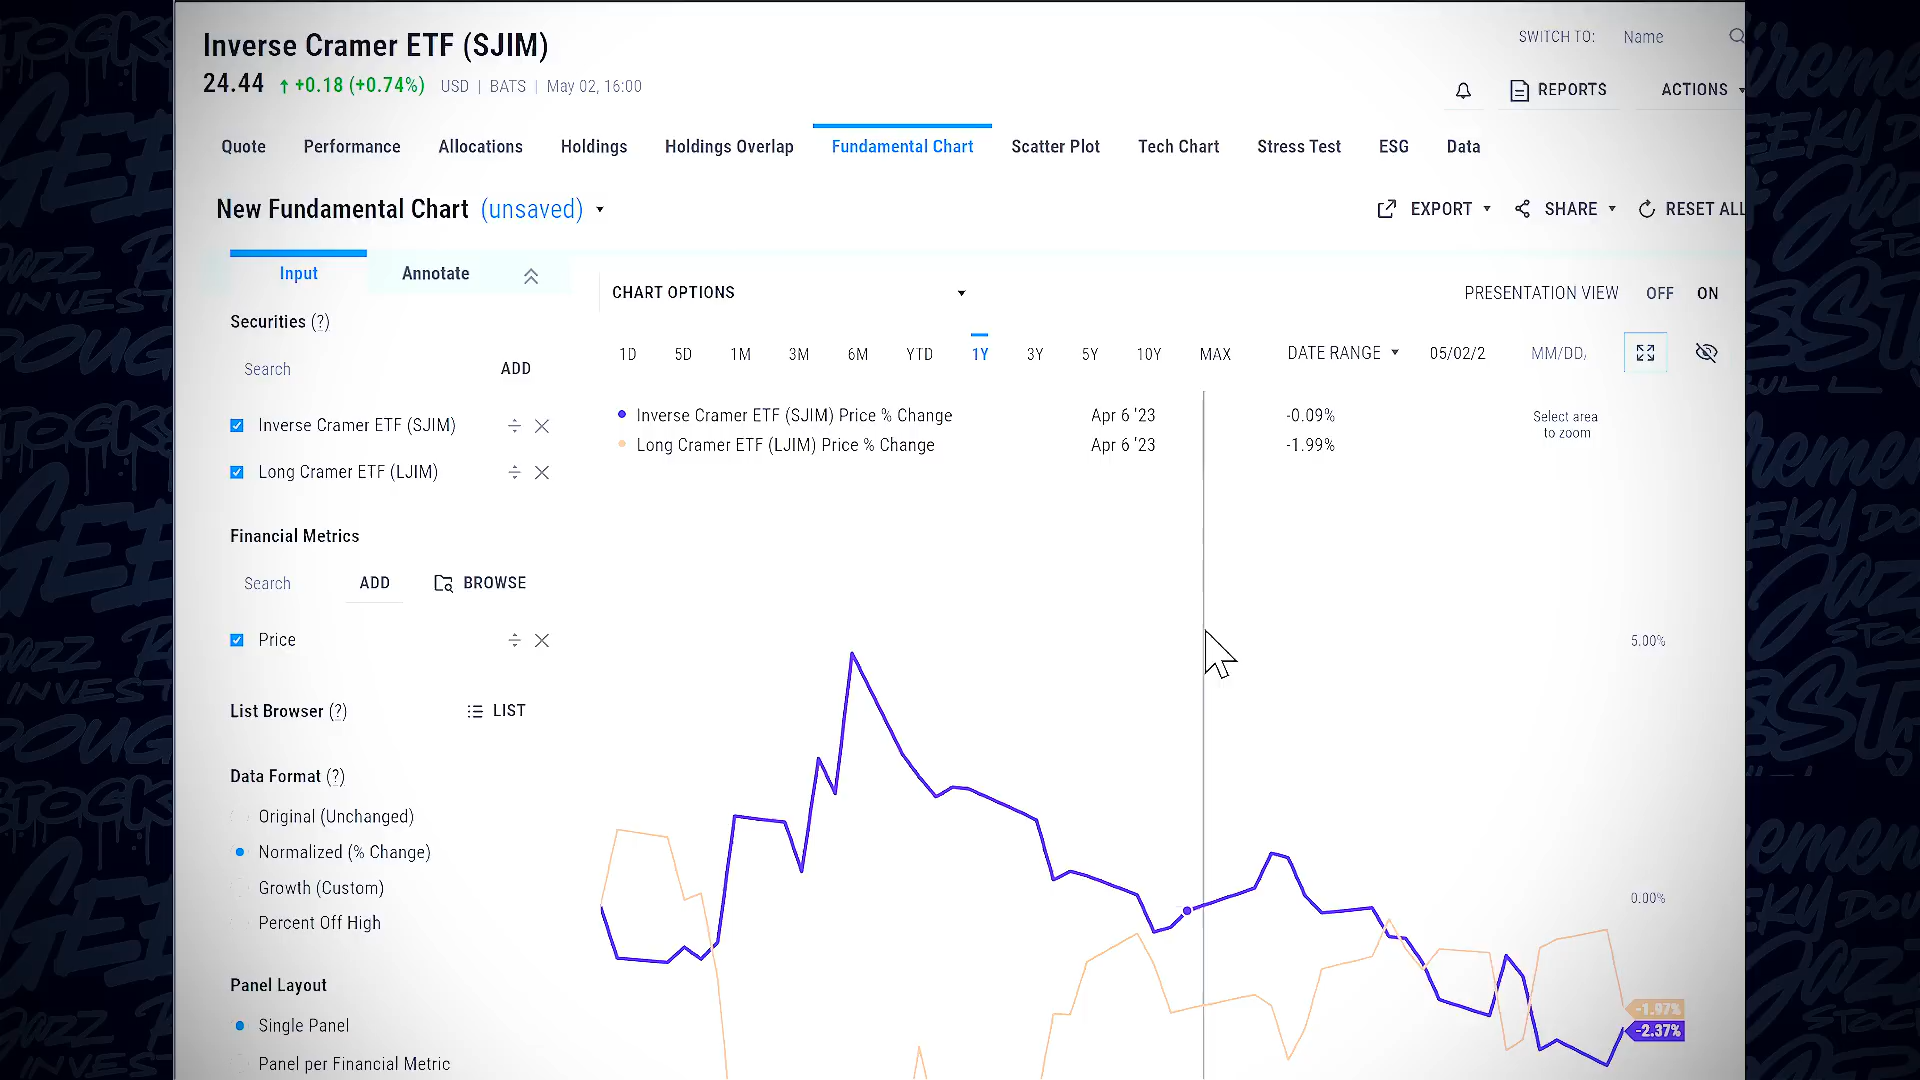 Inverse Cramer ETF (SJIM)
SWITCH TO: Name
24.44 ↑ +0.18 (+0.74%) USD | BATS | May 02, 16:00
REPORTS ACTIONS
Quote Performance Allocations Holdings Holdings Overlap Fundamental Chart Scatter Plot Tech Chart Stress Test ESG Data
New Fundamental Chart (unsaved)
EXPORT SHARE RESET ALL
Input Annotate
CHART OPTIONS
PRESENTATION VIEW OFF ON
Securities (?)
1D 5D 1M 3M 6M YTD 1Y 3Y 5Y 10Y MAX DATE RANGE 05/02/2 MM/DD/
Search ADD
Inverse Cramer ETF (SJIM) Price % Change Apr 6 '23 -0.09%
Long Cramer ETF (LJIM) Price % Change Apr 6 '23 -1.99%
Select area
to zoom
Inverse Cramer ETF (SJIM)
Long Cramer ETF (LJIM)
Financial Metrics
Search ADD BROWSE
Price
5.00%
List Browser (?) LIST
Data Format (?)
Original (Unchanged)
Normalized (% Change)
Growth (Custom)
0.00%
Percent Off High
Panel Layout
-1.97%
Single Panel
-2.37%
Panel per Financial Metric
STOCKS
GEEK
JAZZ
INVEST
DOUG